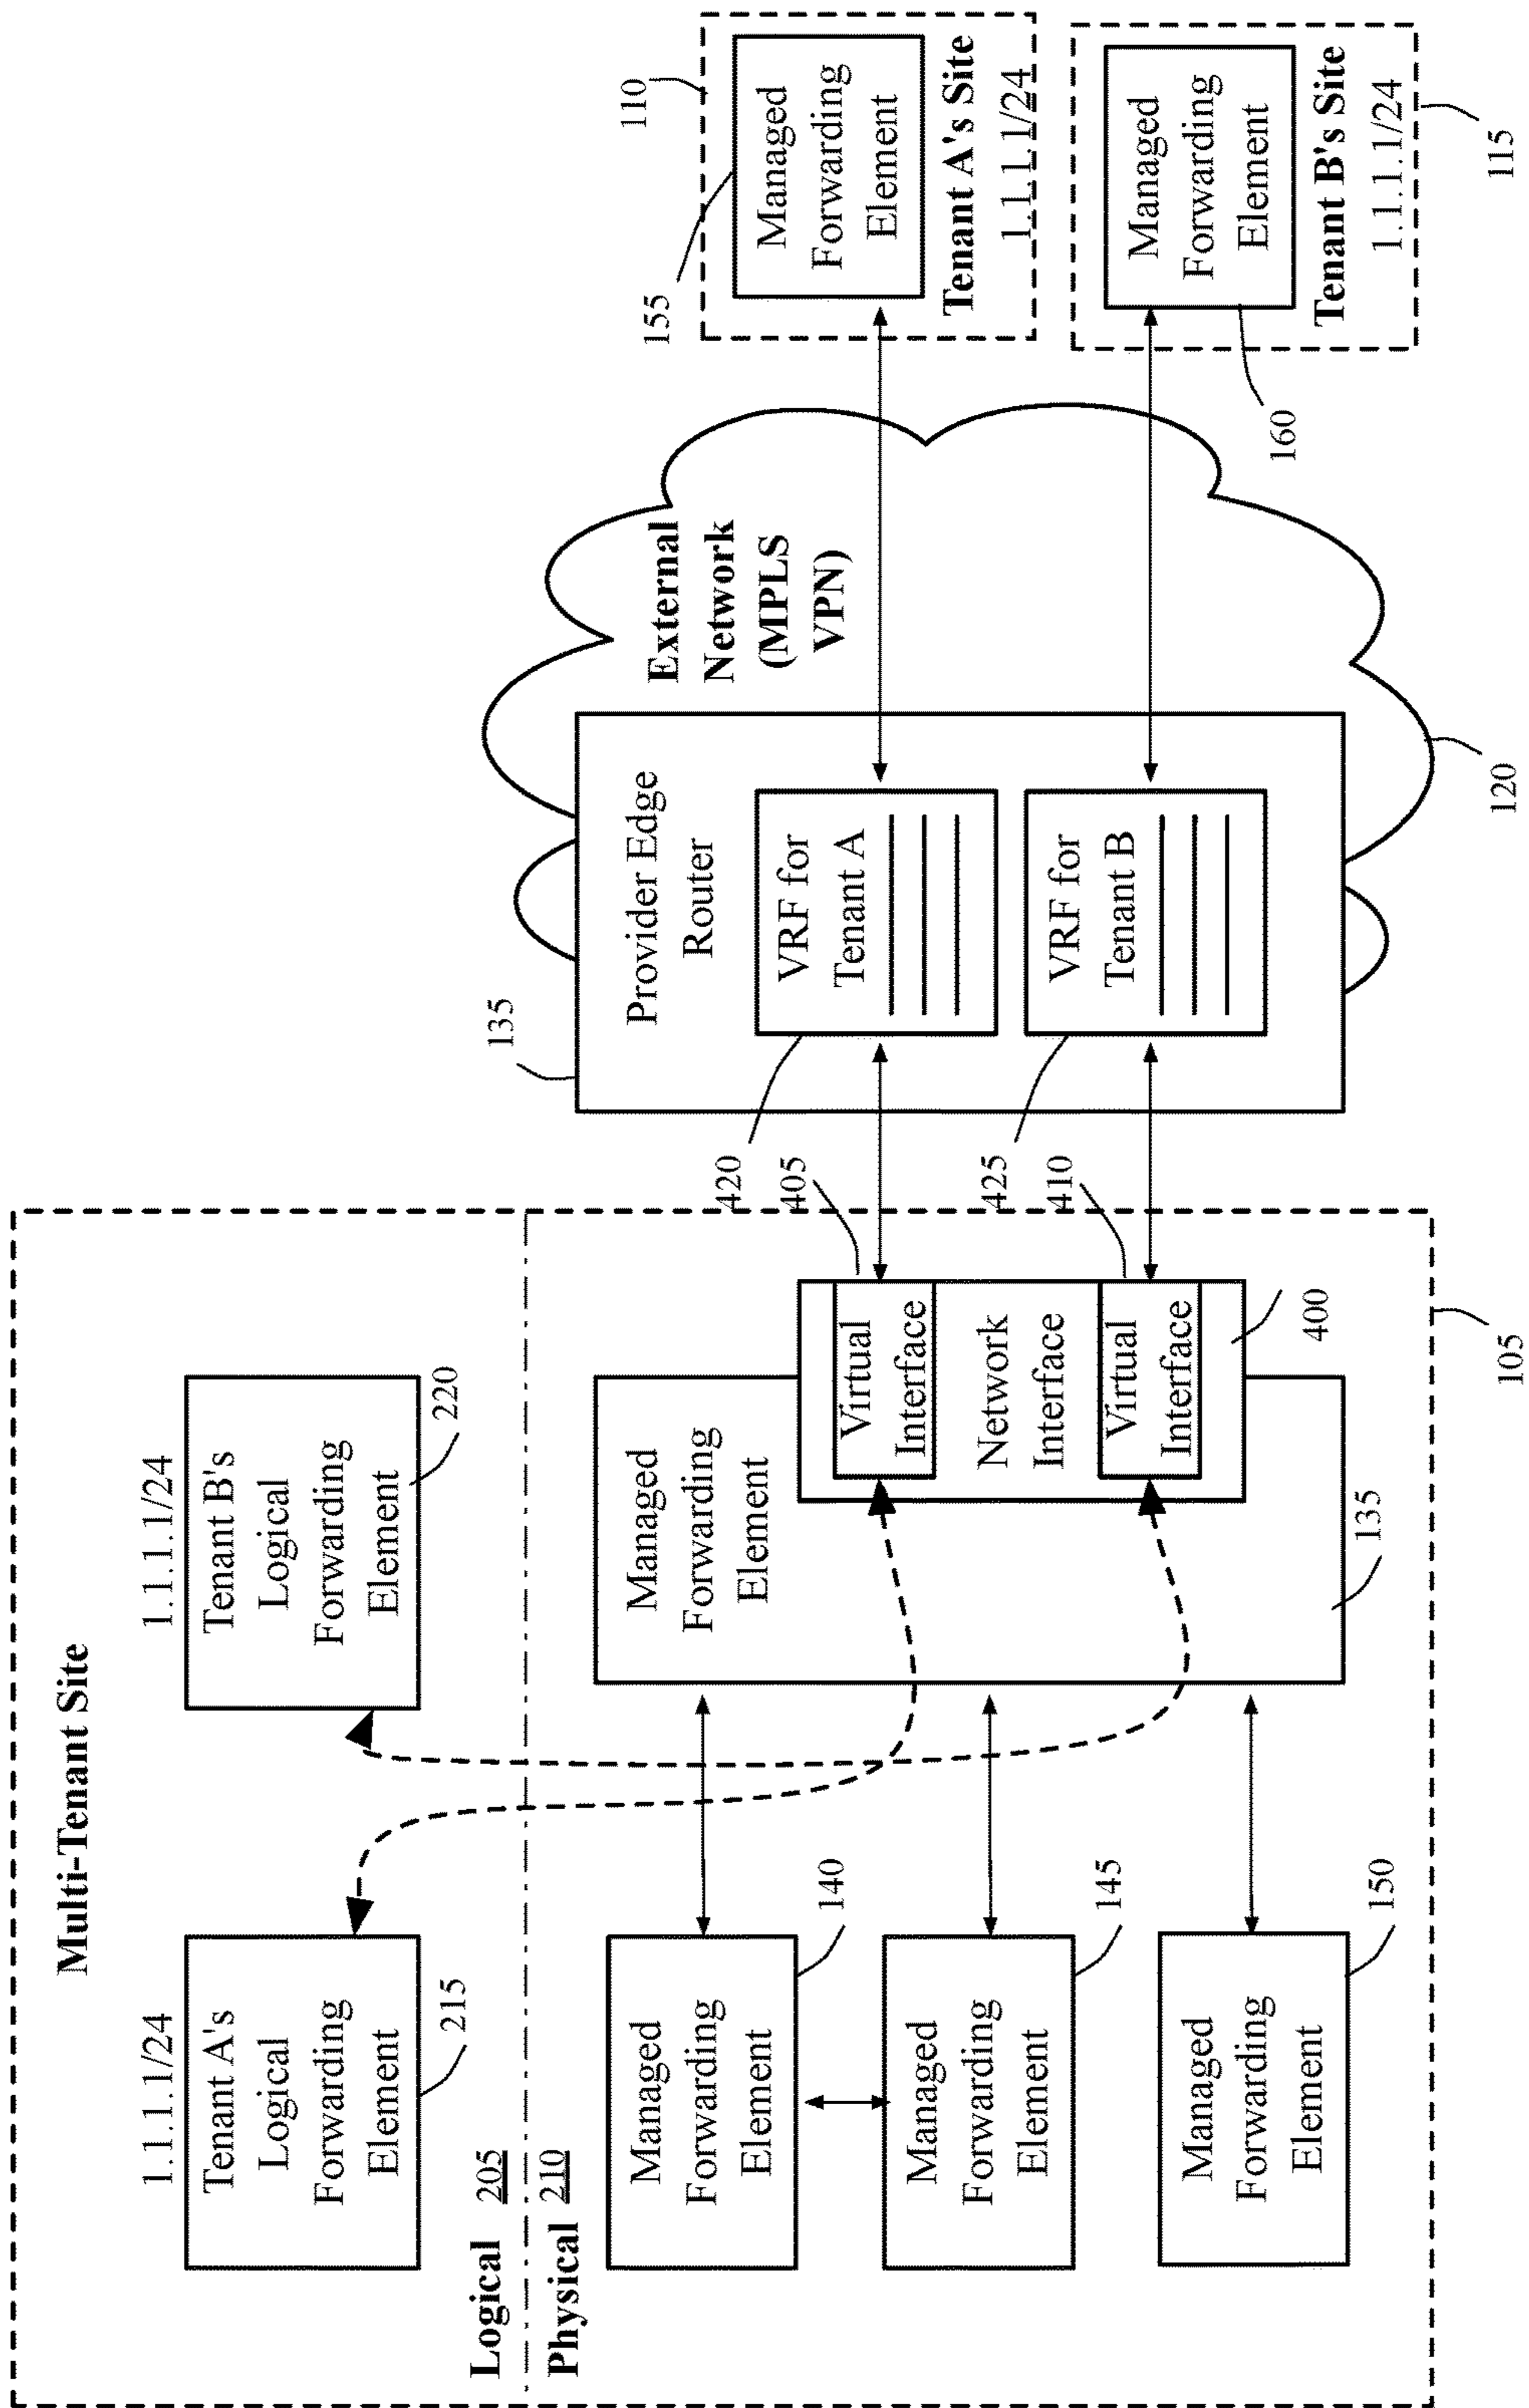 Multi-Tenant Site
1.1.1.1/24
Tenant A's
Logical
Forwarding
Element
215
1.1.1.1/24
Tenant B's
Logical
Forwarding
Element
220
Logical 205
Physical 210
Managed
Forwarding
Element
140
Managed
Forwarding
Element
145
Managed
Forwarding
Element
150
Managed
Forwarding
Element
135
Virtual
Interface
405
Network
Interface
Virtual
Interface
410
400
105
135
Provider Edge
Router
VRF for
Tenant A
420
VRF for
Tenant B
425
External
Network
(MPLS
VPN)
120
110
155
Managed
Forwarding
Element
Tenant A's Site
1.1.1.1/24
Managed
Forwarding
Element
160
Tenant B's Site
1.1.1.1/24
115